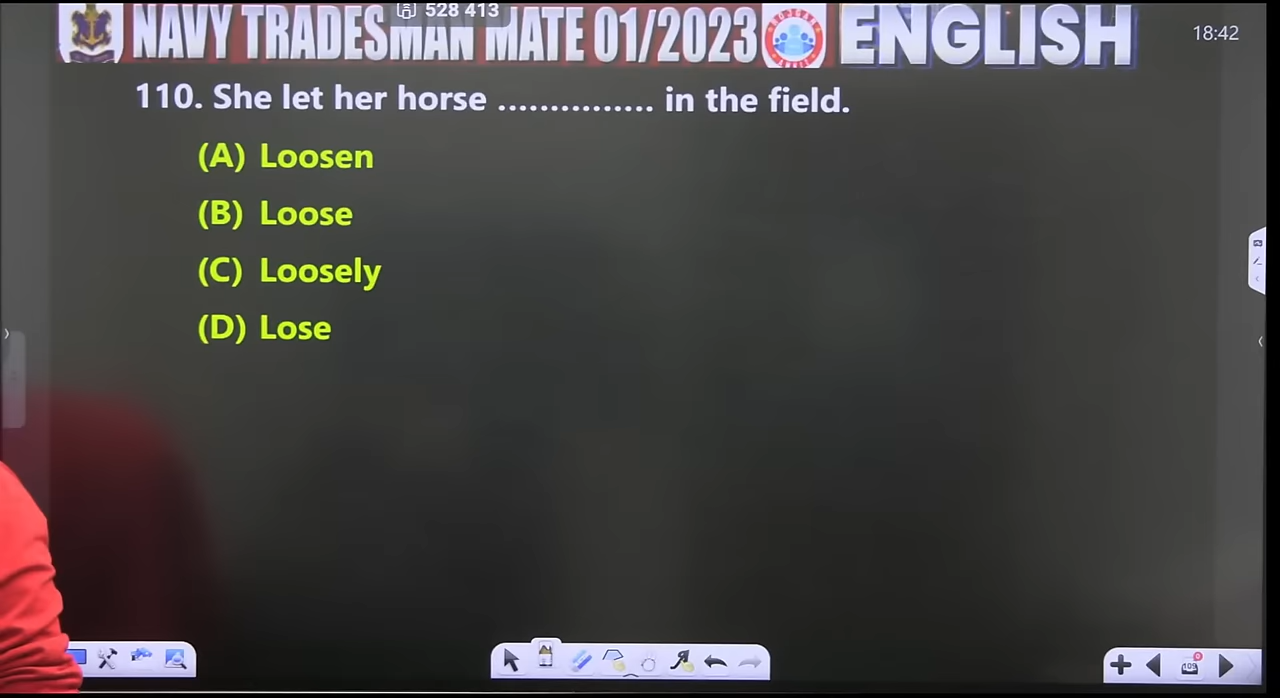 528 413
NAVY TRADESMAN MATE 01/2023 ENGLISH
18:42
110. She let her horse ............... in the field.
(A) Loosen
(B) Loose
(C) Loosely
(D) Lose
109